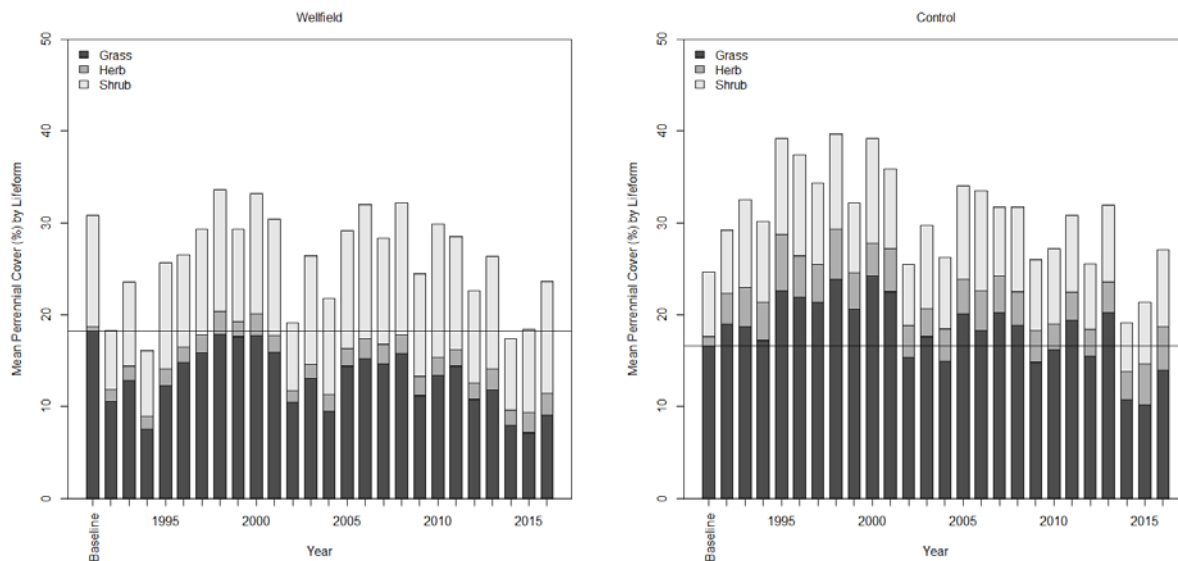 Wellfield
Mean Perrennial Cover (%) by Lifeform
50
40
30
20
10
0
Grass
Herb
Shrub
Baseline
1995
2000
2005
2010
2015
Year
Control
Mean Perrennial Cover (%) by Lifeform
50
40
30
20
10
0
Grass
Herb
Shrub
Baseline
1995
2000
2005
2010
2015
Year